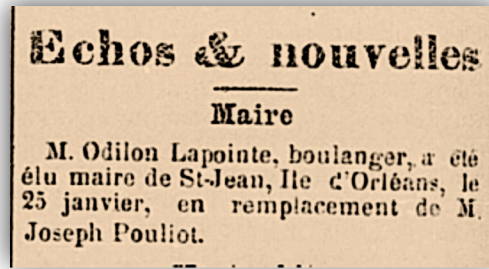 Echos & nouvelles
Maire
M. Odilon Lapointe, boulanger, a été
élu maire de St-Jean, Ile d'Orléans, le
25 janvier, en remplacement de M.
Joseph Pouliot.